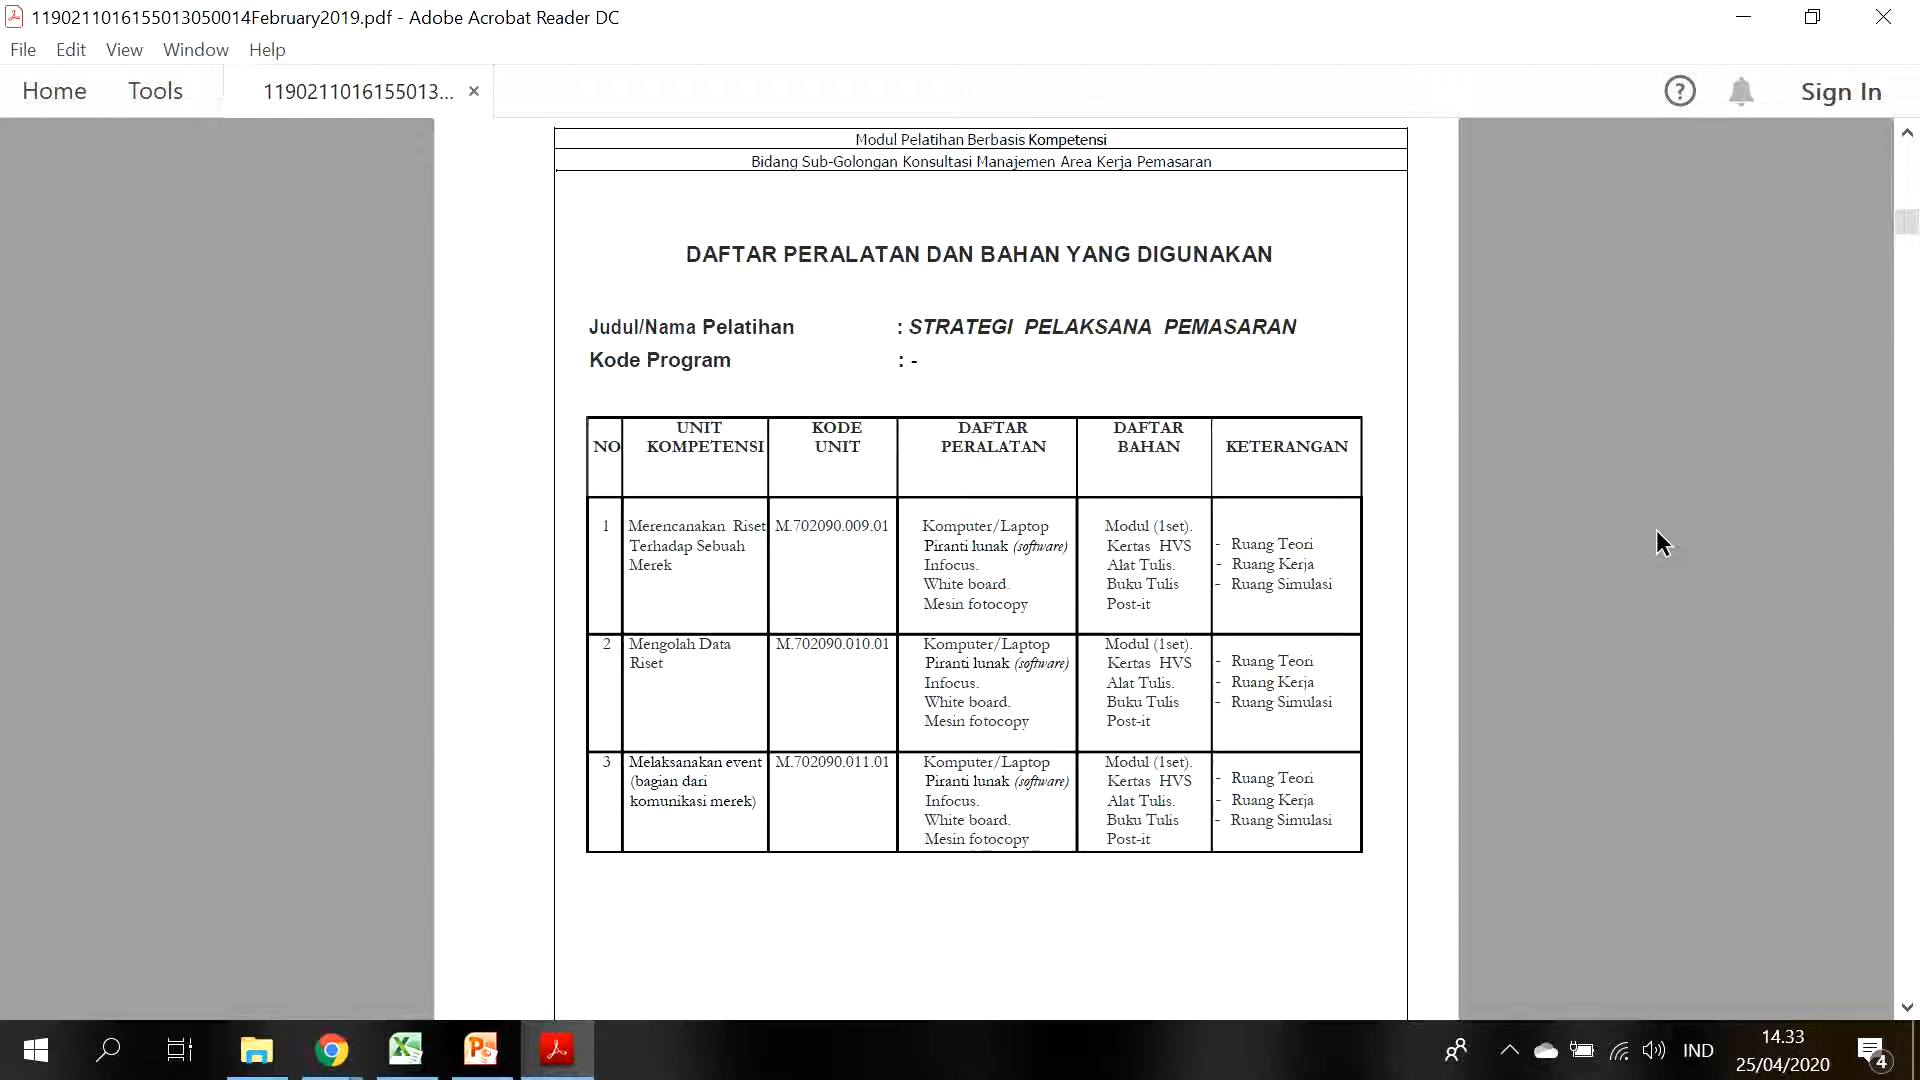 1190211016155013050014February2019.pdf - Adobe Acrobat Reader DC
File Edit View Window Help
Home Tools 1190211016155013... × ? Sign In
Modul Pelatihan Berbasis Kompetensi
Bidang Sub-Golongan Konsultasi Manajemen Area Kerja Pemasaran
DAFTAR PERALATAN DAN BAHAN YANG DIGUNAKAN
Judul/Nama Pelatihan : STRATEGI PELAKSANA PEMASARAN
Kode Program : -
NO
UNIT
KOMPETENSI
KODE
UNIT
DAFTAR
PERALATAN
DAFTAR
BAHAN
KETERANGAN
1
Merencanakan Riset
Terhadap Sebuah
Merek
M.702090.009.01
Komputer/Laptop
Piranti lunak (software)
Infocus.
White board.
Mesin fotocopy
Modul (1set).
Kertas HVS
Alat Tulis.
Buku Tulis
Post-it
- Ruang Teori
- Ruang Kerja
- Ruang Simulasi
2
Mengolah Data
Riset
M.702090.010.01
Komputer/Laptop
Piranti lunak (software)
Infocus.
White board.
Mesin fotocopy
Modul (1set).
Kertas HVS
Alat Tulis.
Buku Tulis
Post-it
- Ruang Teori
- Ruang Kerja
- Ruang Simulasi
3
Melaksanakan event
(bagian dari
komunikasi merek)
M.702090.011.01
Komputer/Laptop
Piranti lunak (software)
Infocus.
White board.
Mesin fotocopy
Modul (1set).
Kertas HVS
Alat Tulis.
Buku Tulis
Post-it
- Ruang Teori
- Ruang Kerja
- Ruang Simulasi
IND
14.33
25/04/2020
4